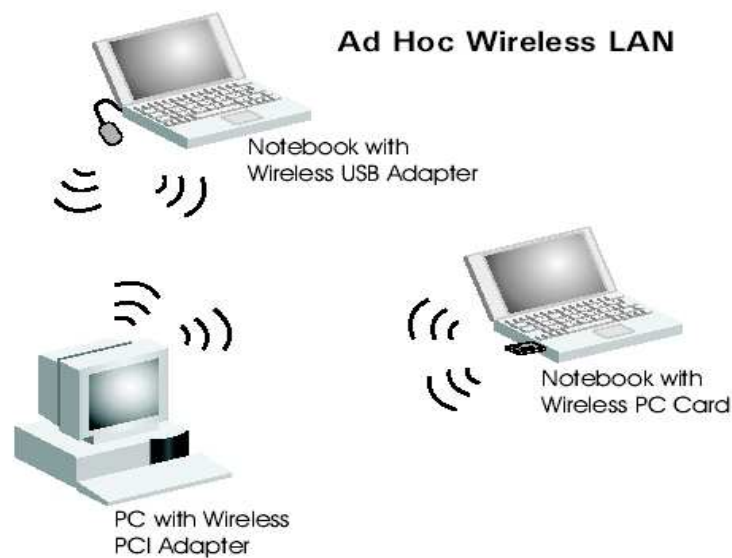 Ad Hoc Wireless LAN
Notebook with
Wireless USB Adapter
Notebook with
Wireless PC Card
PC with Wireless
PCI Adapter